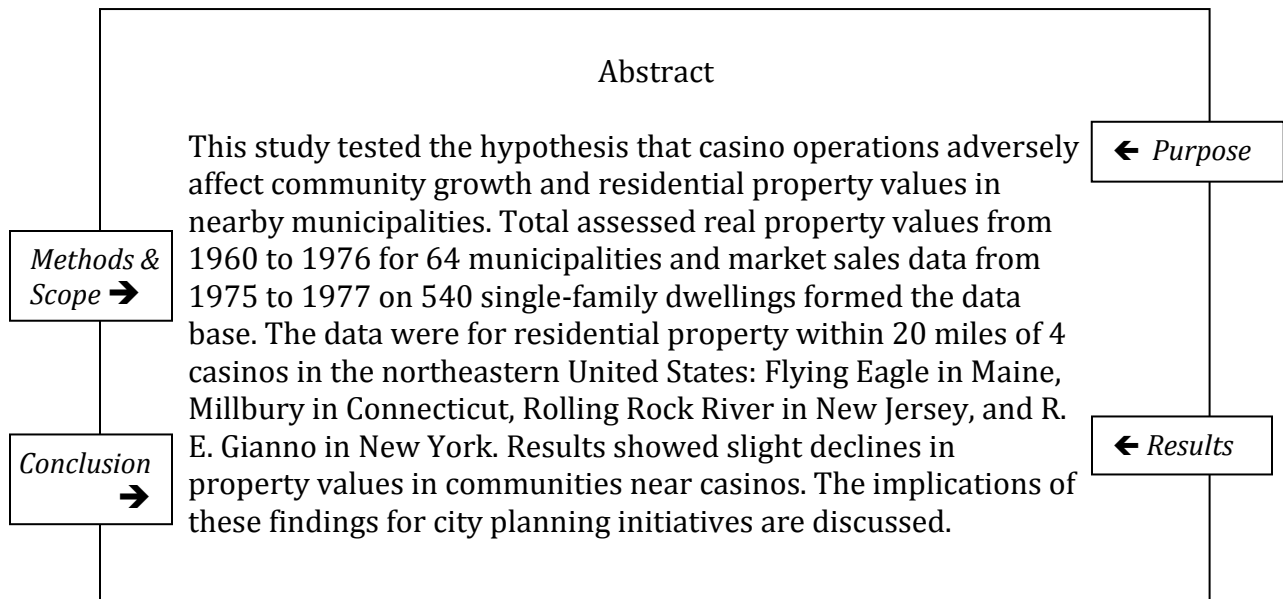 Abstract
This study tested the hypothesis that casino operations adversely
← Purpose
affect community growth and residential property values in
nearby municipalities. Total assessed real property values from
Methods &
Scope ➔
1960 to 1976 for 64 municipalities and market sales data from
1975 to 1977 on 540 single-family dwellings formed the data
base. The data were for residential property within 20 miles of 4
casinos in the northeastern United States: Flying Eagle in Maine,
Millbury in Connecticut, Rolling Rock River in New Jersey, and R.
E. Gianno in New York. Results showed slight declines in
← Results
Conclusion
➔
property values in communities near casinos. The implications of
these findings for city planning initiatives are discussed.